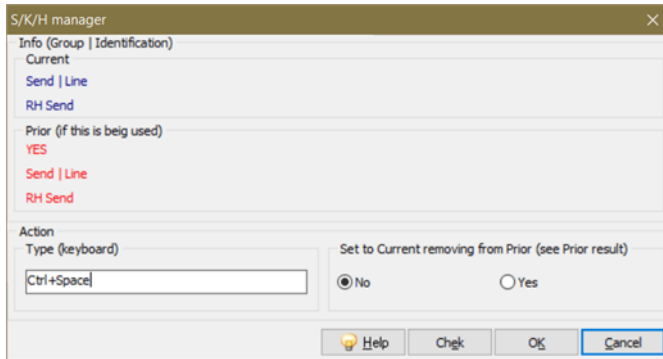 S/K/H manager
Info (Group | Identification)
Current
Send | Line
RH Send
Prior (if this is beig used)
YES
Send | Line
RH Send
Action
Type (keyboard)
Set to Current removing from Prior (see Prior result)
Ctrl+Space
No
Yes
Help
Chek
OK
Cancel